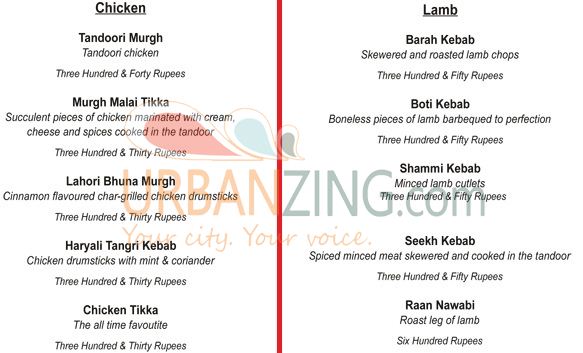 Chicken
Tandoori Murgh
Tandoori chicken
Three Hundred & Forty Rupees
Murgh Malai Tikka
Succulent pieces of chicken marinated with cream,
cheese and spices cooked in the tandoor
Three Hundred & Thirty Rupees
Lahori Bhuna Murgh
Cinnamon flavoured char-grilled chicken drumsticks
Three Hundred & Thirty Rupees
Haryali Tangri Kebab
Chicken drumsticks with mint & coriander
Three Hundred & Thirty Rupees
Chicken Tikka
The all time favoutite
Three Hundred & Thirty Rupees
Lamb
Barah Kebab
Skewered and roasted lamb chops
Three Hundred & Fifty Rupees
Boti Kebab
Boneless pieces of lamb barbequed to perfection
Three Hundred & Fifty Rupees
Shammi Kebab
Minced lamb cutlets
Three Hundred & Fifty Rupees
Seekh Kebab
Spiced minced meat skewered and cooked in the tandoor
Three Hundred & Fifty Rupees
Raan Nawabi
Roast leg of lamb
Six Hundred Rupees
URBANZING.com
Your city. Your voice.